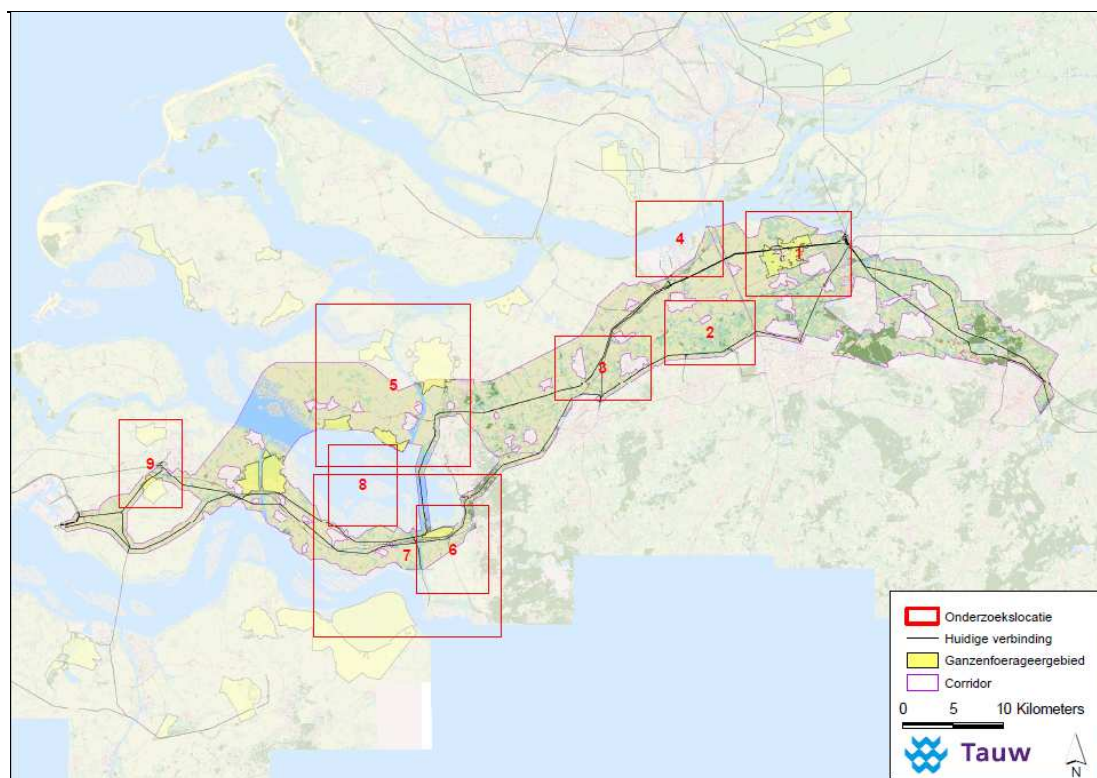 4
1
2
3
5
9
8
7
6
Onderzoekslocatie
Huidige verbinding
Ganzenfoerageergebied
Corridor
0 5 10 Kilometers
Tauw
N